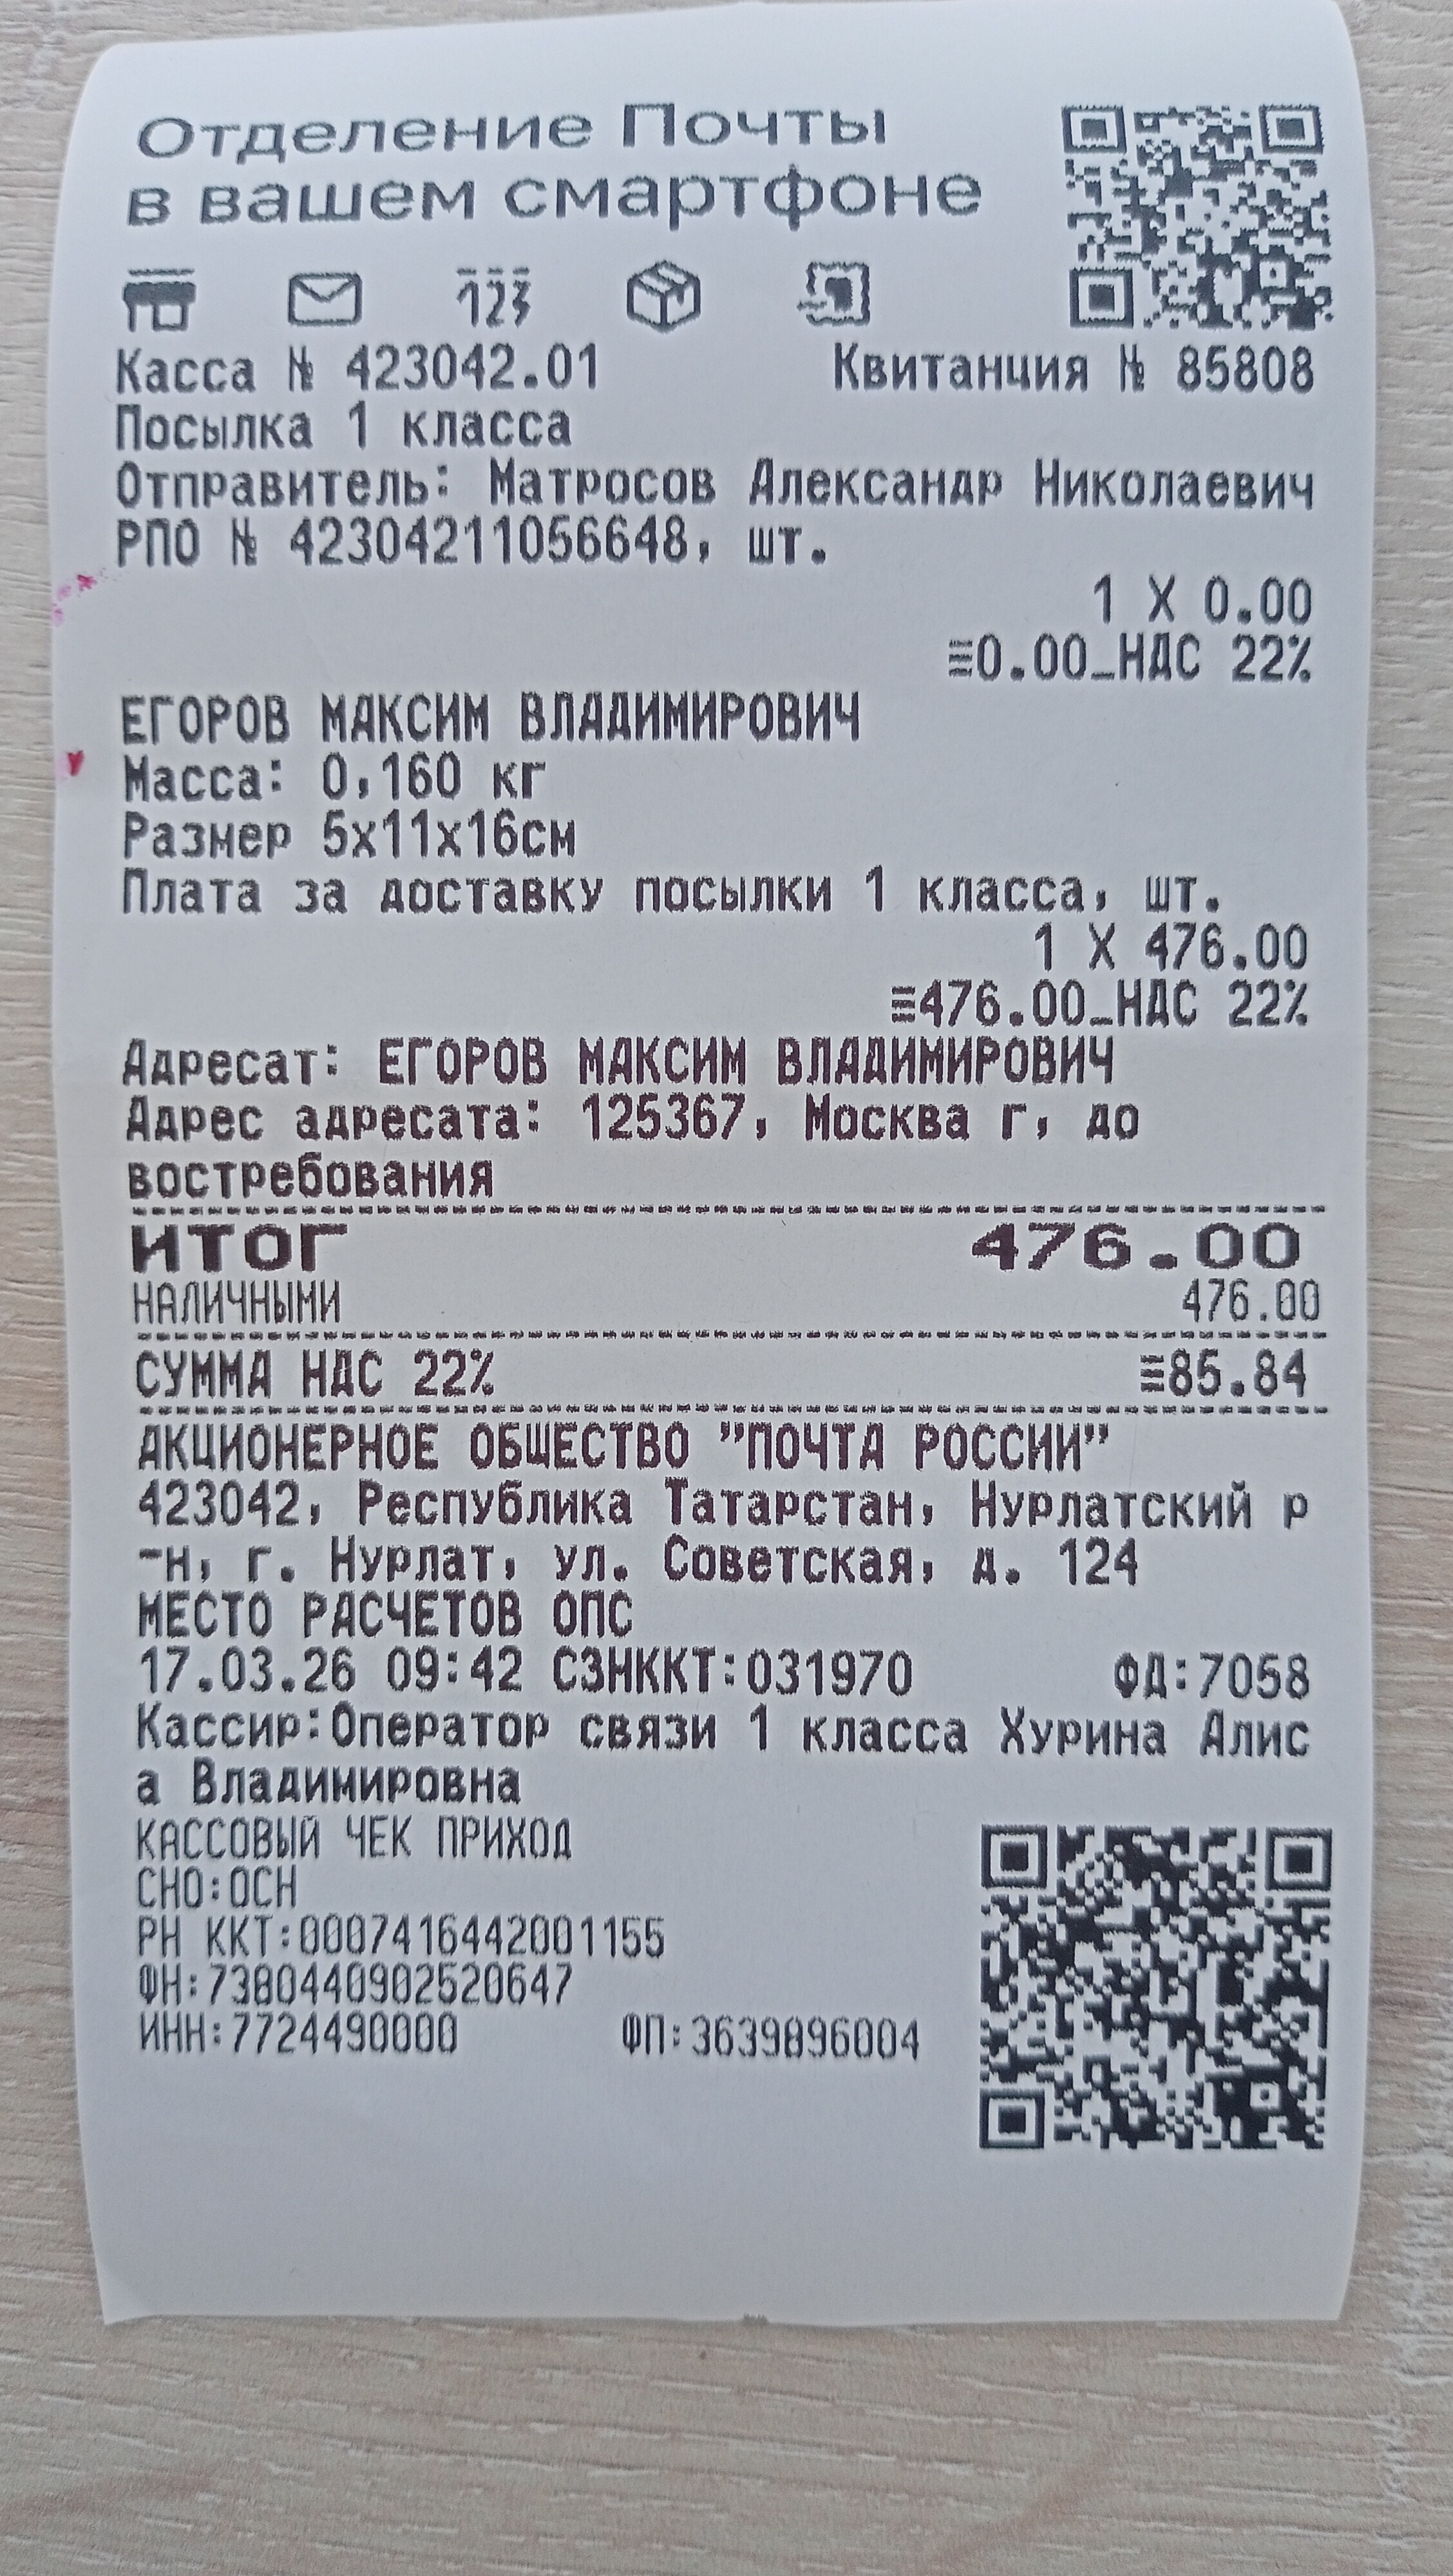 Отделение Почты
в вашем смартфоне
123
Касса № 423042.01 Квитанция № 85808
Посылка 1 класса
Отправитель: Матросов Александр Николаевич
РПО № 42304211056648, шт.
1 X 0.00
≡0.00_НДС 22%
ЕГОРОВ МАКСИМ ВЛАДИМИРОВИЧ
Масса: 0,160 кг
Размер 5х11х16см
Плата за доставку посылки 1 класса, шт.
1 X 476.00
≡476.00_НДС 22%
Адресат: ЕГОРОВ МАКСИМ ВЛАДИМИРОВИЧ
Адрес адресата: 125367, Москва г, до
востребования
ИТОГ 476.00
НАЛИЧНЫМИ 476.00
СУММА НДС 22% ≡85.84
АКЦИОНЕРНОЕ ОБЩЕСТВО "ПОЧТА РОССИИ"
423042, Республика Татарстан, Нурлатский р
-н, г. Нурлат, ул. Советская, д. 124
МЕСТО РАСЧЕТОВ ОПС
17.03.26 09:42 СЗНККТ:031970 ФД:7058
Кассир:Оператор связи 1 класса Хурина Алис
а Владимировна
КАССОВЫЙ ЧЕК ПРИХОД
СНО:ОСН
РН ККТ:0007416442001155
ФН:7380440902520647
ИНН:7724490000 ФП:3639896004